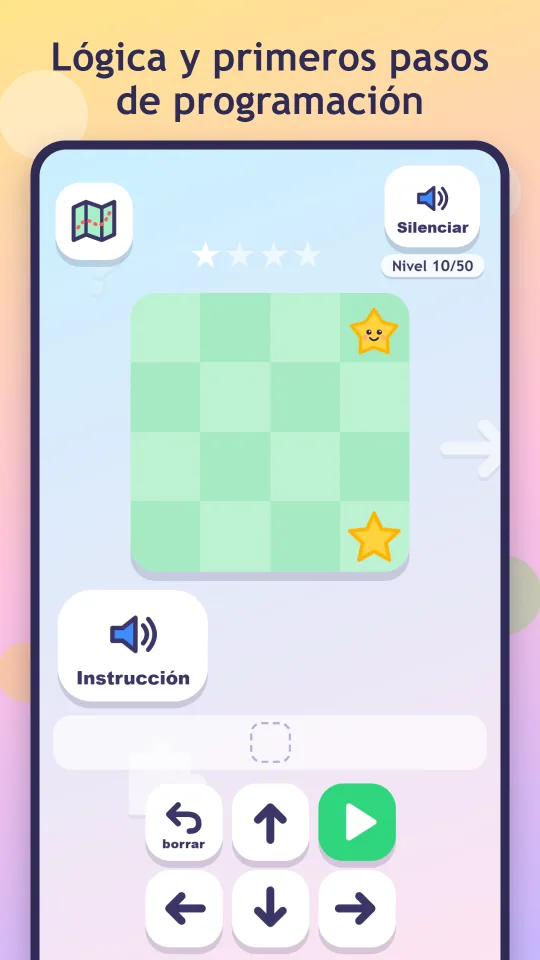 Lógica y primeros pasos
de programación
Silenciar
Nivel 10/50
Instrucción
borrar